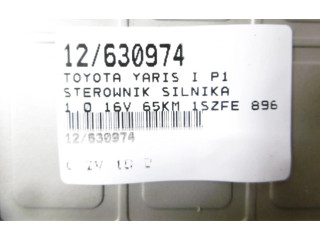 12/630974
TOYOTA YARIS I P1
STEROWNIK SILNIKA
1.0 16V 65KM 1SZFE 896
12/630974